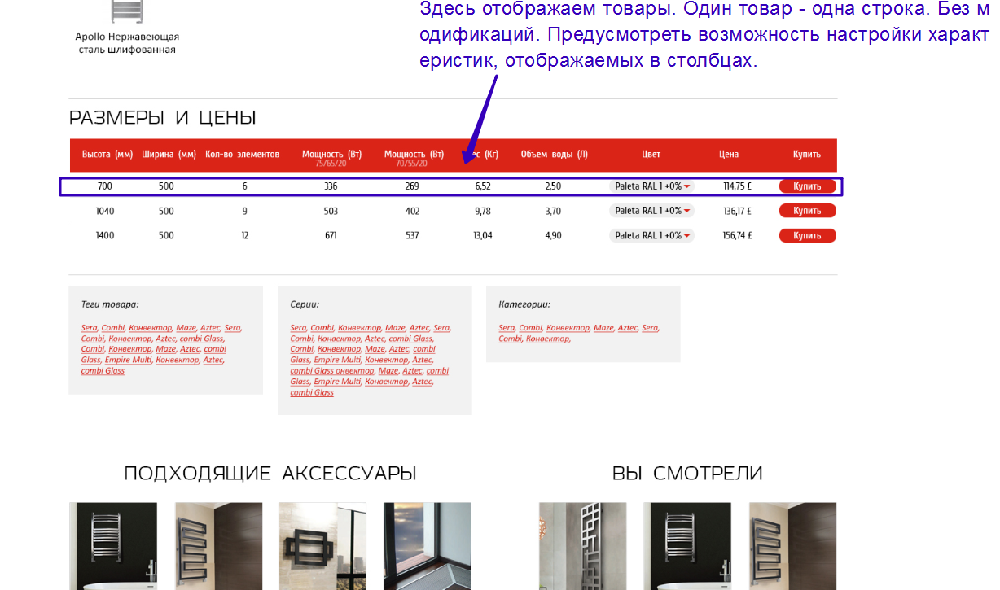 Здесь отображаем товары. Один товар - одна строка. Без м
одификаций. Предусмотреть возможность настройки характ
еристик, отображаемых в столбцах.
Apollo Нержавеющая
сталь шлифованная
РАЗМЕРЫ И ЦЕНЫ
Высота (мм) Ширина (мм) Кол-во элементов Мощность (Вт) Мощность (Вт) (Кг) Объем воды (Л) Цвет Цена Купить
75/65/20 70/55/20
700 500 6 336 269 6,52 2,50 Paleta RAL 1 +0% 114,75 £ Купить
1040 500 9 503 402 9,78 3,70 Paleta RAL 1 +0% 136,17 £ Купить
1400 500 12 671 537 13,04 4,90 Paleta RAL 1 +0% 156,74 £ Купить
Теги товара:
Sera, Combi, Конвектор, Maze, Aztec, Sera,
Combi, Конвектор, Aztec, combi Glass,
Combi, Конвектор, Maze, Aztec, combi
Glass, Empire Multi, Конвектор, Aztec,
combi Glass
Серии:
Sera, Combi, Конвектор, Maze, Aztec, Sera,
Combi, Конвектор, Aztec, combi Glass,
Combi, Конвектор, Maze, Aztec, combi
Glass, Empire Multi, Конвектор, Aztec,
combi Glass онвектор, Maze, Aztec, combi
Glass, Empire Multi, Конвектор, Aztec,
combi Glass
Категории:
Sera, Combi, Конвектор, Maze, Aztec, Sera,
Combi, Конвектор,
ПОДХОДЯЩИЕ АКСЕССУАРЫ
ВЫ СМОТРЕЛИ